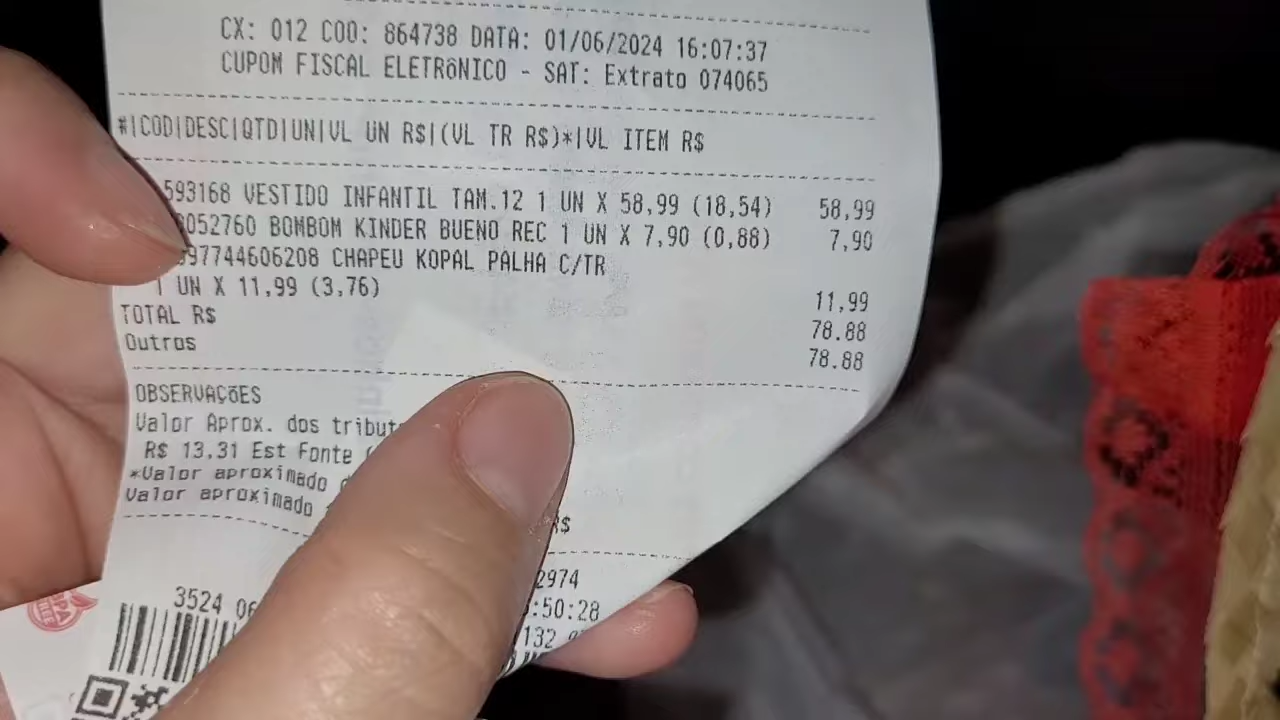 CX: 012 COO: 864738 DATA: 01/06/2024 16:07:37
CUPOM FISCAL ELETRôNICO - SAT: Extrato 074065
#|COD|DESC|QTD|UN|VL UN R$|(VL TR R$)*|VL ITEM R$
593168 VESTIDO INFANTIL TAM.12 1 UN X 58,99 (18,54) 58,99
052760 BOMBOM KINDER BUENO REC 1 UN X 7,90 (0,88) 7,90
97744606208 CHAPEU KOPAL PALHA C/TR
1 UN X 11,99 (3,76) 11,99
TOTAL R$ 78.88
Outros 78.88
OBSERVAÇõES
Valor Aprox. dos
R$ 13.31 Est Fonte
*Valor aproximado
Valor aproximado
R$
2974
:50:28
3524 06
132